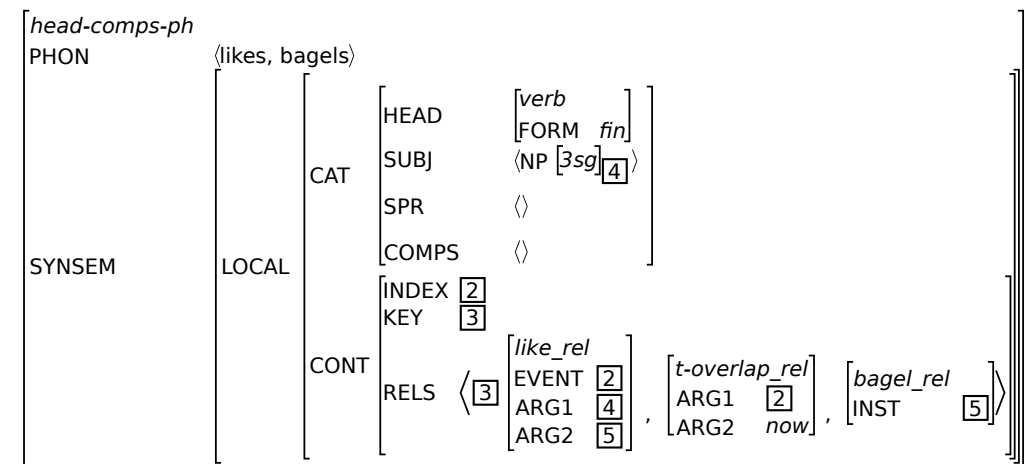 head-comps-ph
PHON ⟨likes, bagels⟩
HEAD verb
FORM fin
SUBJ ⟨NP [3sg] 4 ⟩
CAT
SPR ⟨⟩
COMPS ⟨⟩
SYNSEM LOCAL
INDEX 2
KEY 3
CONT
RELS ⟨ 3
like_rel
EVENT 2
ARG1 4
ARG2 5
,
t-overlap_rel
ARG1 2
ARG2 now
,
bagel_rel
INST 5 ⟩